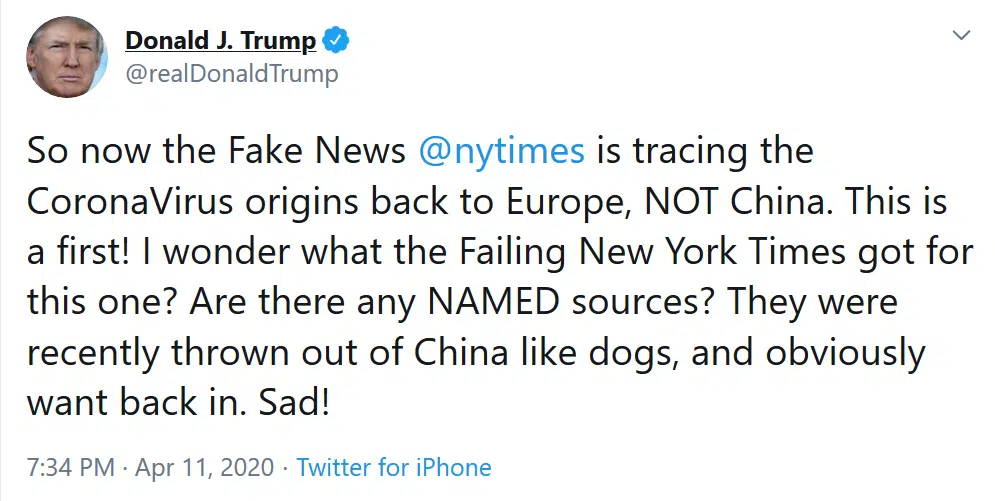 Donald J. Trump
@realDonaldTrump
So now the Fake News @nytimes is tracing the
CoronaVirus origins back to Europe, NOT China. This is
a first! I wonder what the Failing New York Times got for
this one? Are there any NAMED sources? They were
recently thrown out of China like dogs, and obviously
want back in. Sad!
7:34 PM · Apr 11, 2020 · Twitter for iPhone